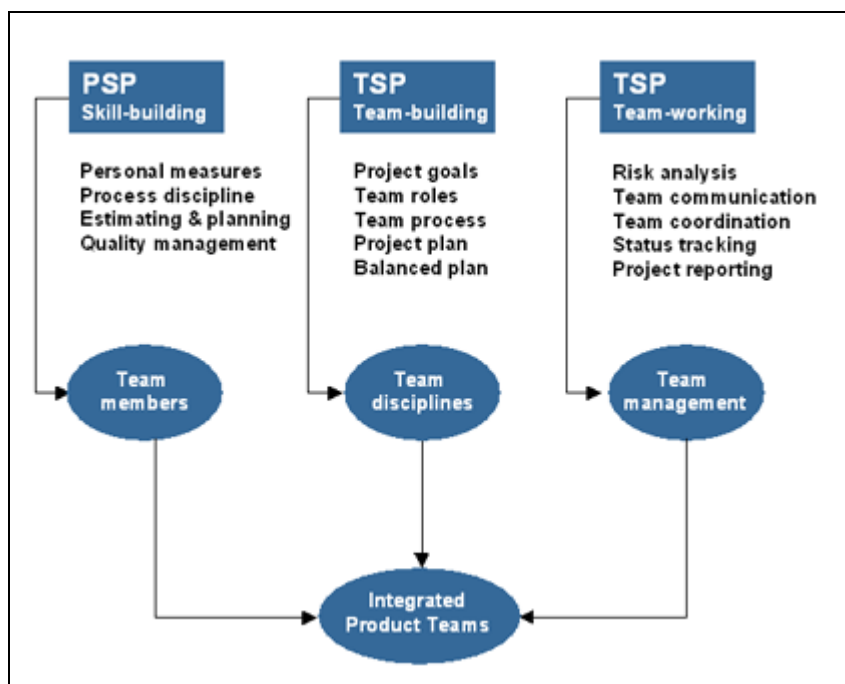 PSP
Skill-building
Personal measures
Process discipline
Estimating & planning
Quality management
TSP
Team-building
Project goals
Team roles
Team process
Project plan
Balanced plan
TSP
Team-working
Risk analysis
Team communication
Team coordination
Status tracking
Project reporting
Team
members
Team
disciplines
Team
management
Integrated
Product Teams